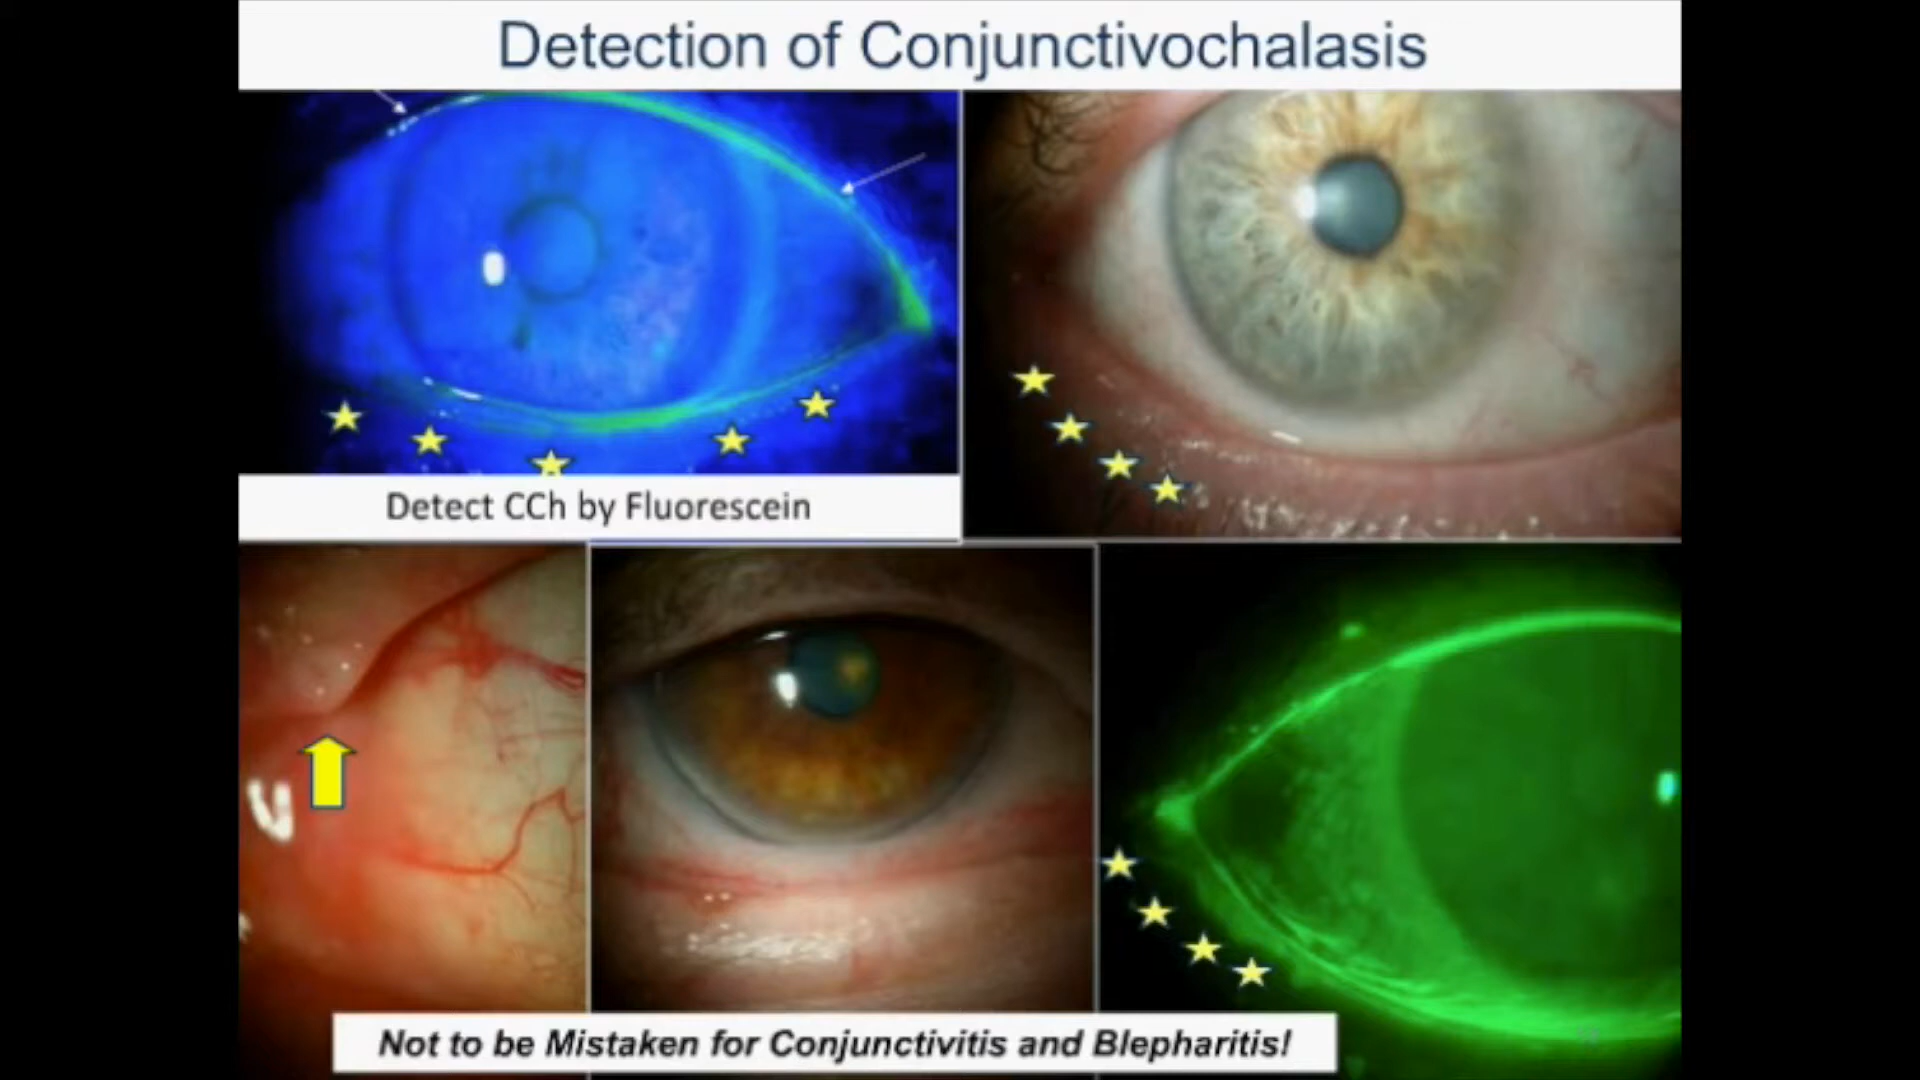 Detection of Conjunctivochalasis
Detect CCh by Fluorescein
Not to be Mistaken for Conjunctivitis and Blepharitis!